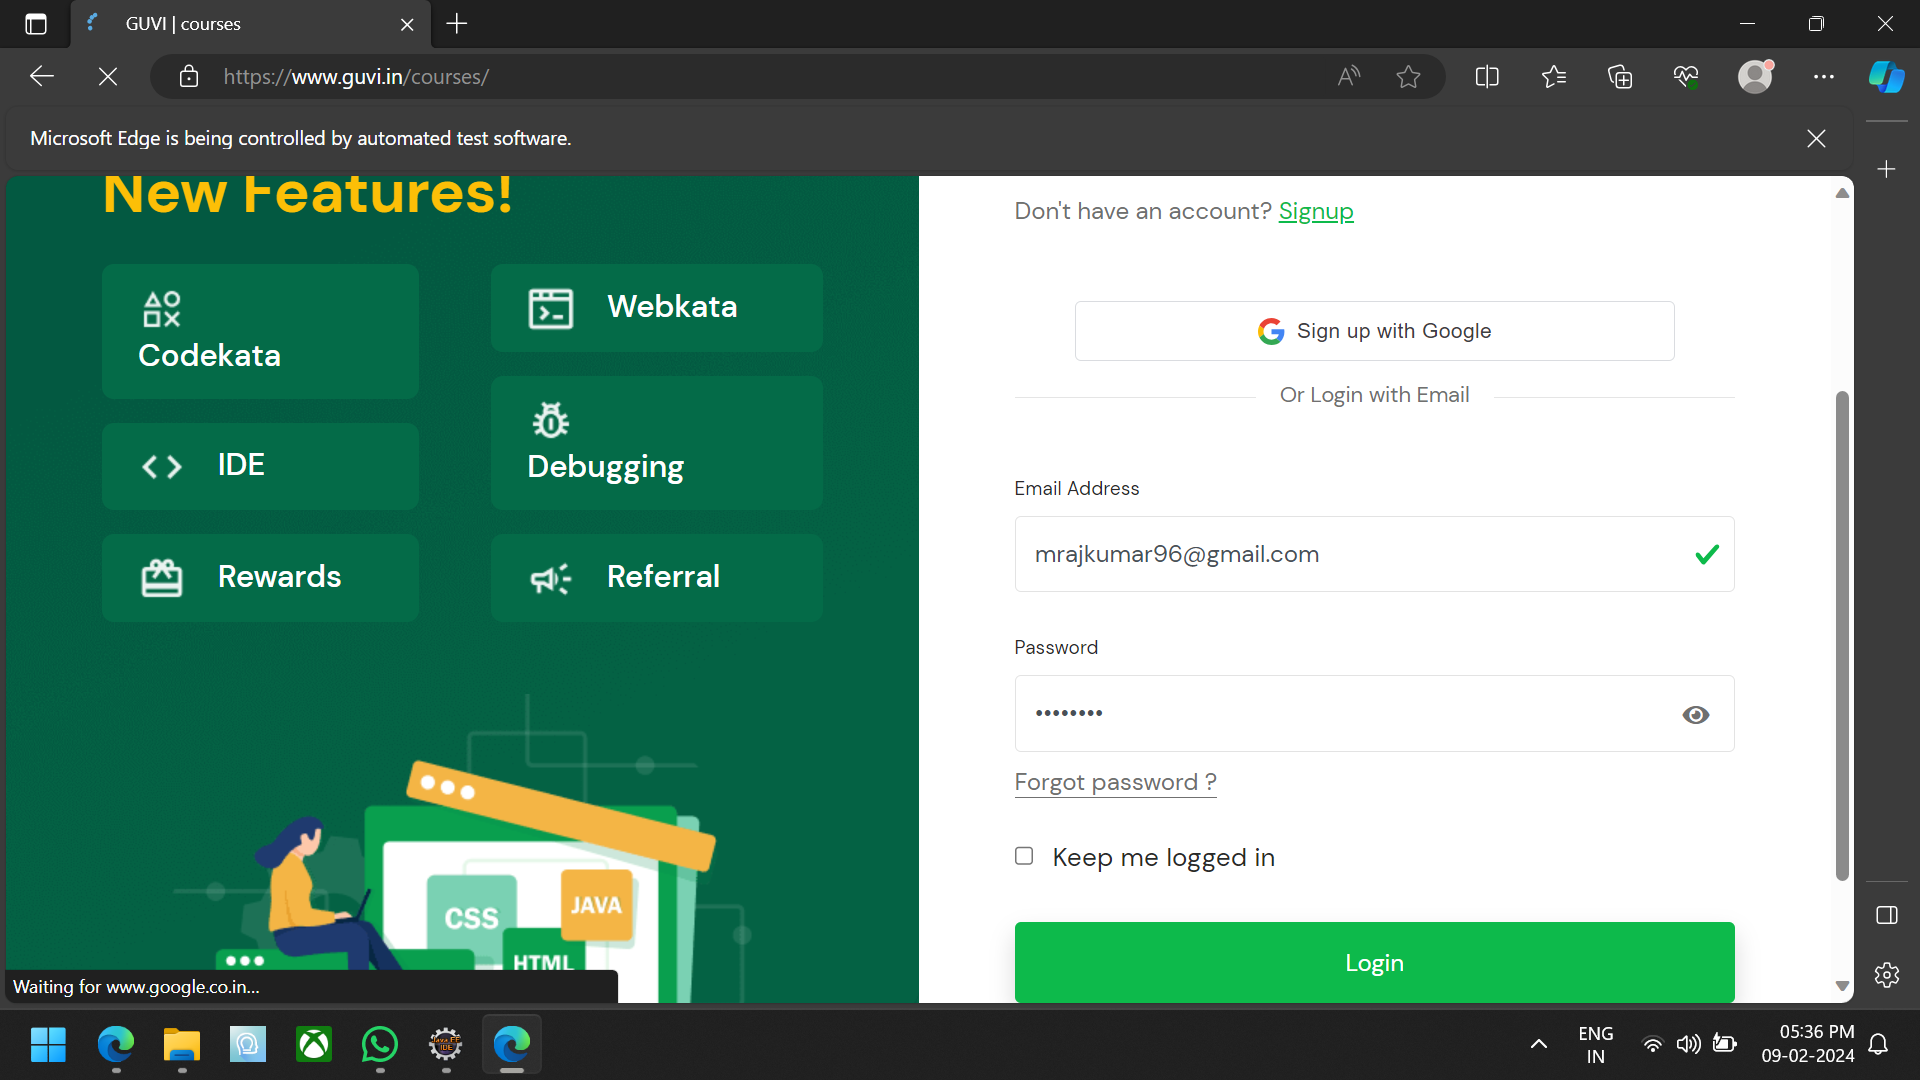 GUVI | courses
https://www.guvi.in/courses/
Microsoft Edge is being controlled by automated test software.
New Features!
Codekata
Webkata
IDE
Debugging
Rewards
Referral
CSS
JAVA
HTML
Don't have an account? Signup
Sign up with Google
Or Login with Email
Email Address
mrajkumar96@gmail.com
Password
••••••••
Forgot password ?
Keep me logged in
Login
Waiting for www.google.co.in...
Java EE
IDE
ENG
IN
05:36 PM
09-02-2024